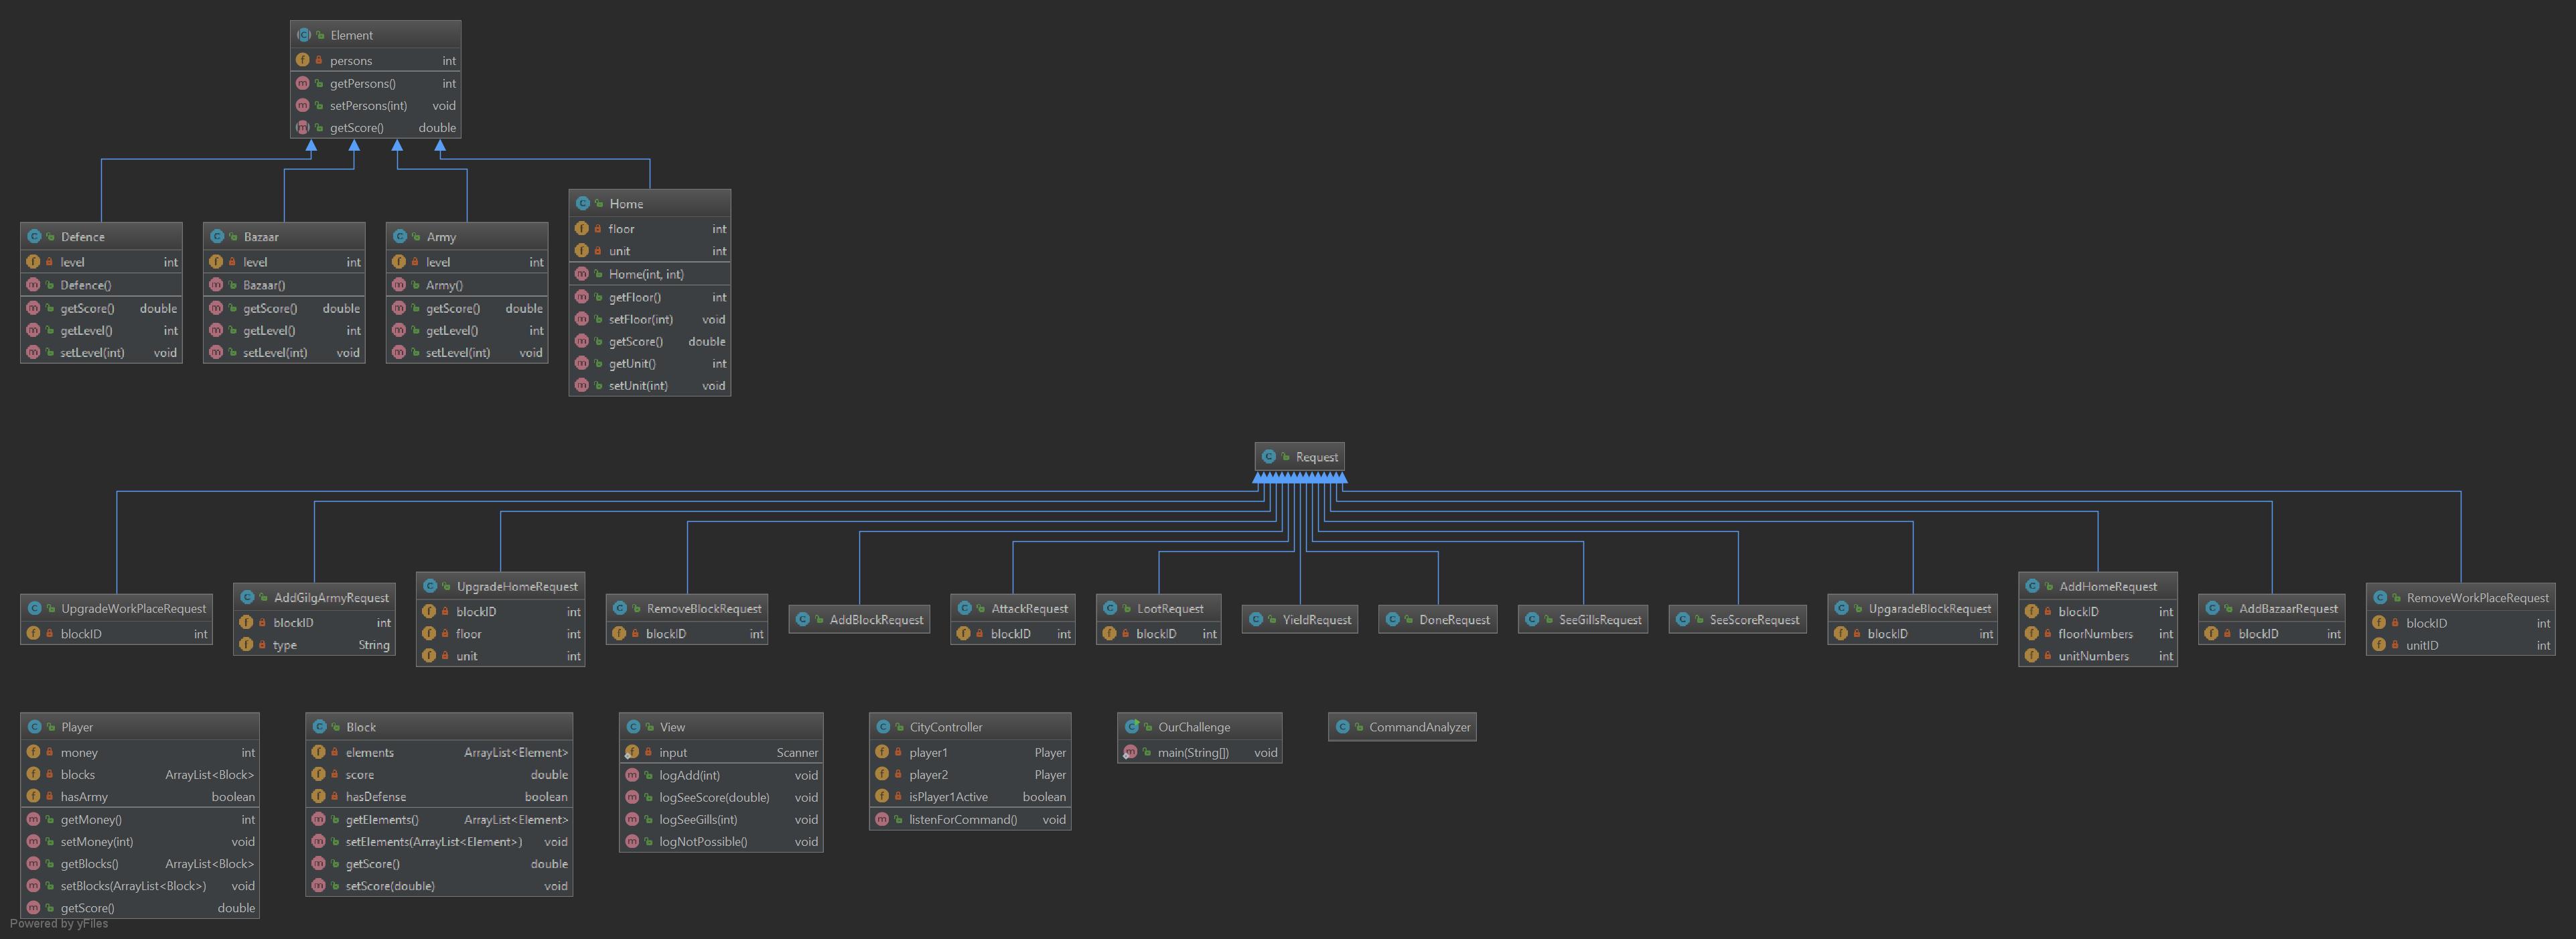 Element
persons int
getPersons() int
setPersons(int) void
getScore() double
Defence
level int
Defence()
getScore() double
getLevel() int
setLevel(int) void
Bazaar
level int
Bazaar()
getScore() double
getLevel() int
setLevel(int) void
Army
level int
Army()
getScore() double
getLevel() int
setLevel(int) void
Home
floor int
unit int
Home(int, int)
getFloor() int
setFloor(int) void
getScore() double
getUnit() int
setUnit(int) void
Request
UpgradeWorkPlaceRequest
blockID int
AddGilgArmyRequest
blockID int
type String
UpgradeHomeRequest
blockID int
floor int
unit int
RemoveBlockRequest
blockID int
AddBlockRequest
AttackRequest
blockID int
LootRequest
blockID int
YieldRequest
DoneRequest
SeeGillsRequest
SeeScoreRequest
UpgaradeBlockRequest
blockID int
AddHomeRequest
blockID int
floorNumbers int
unitNumbers int
AddBazaarRequest
blockID int
RemoveWorkPlaceRequest
blockID int
unitID int
Player
money int
blocks ArrayList<Block>
hasArmy boolean
getMoney() int
setMoney(int) void
getBlocks() ArrayList<Block>
setBlocks(ArrayList<Block>) void
getScore() double
Block
elements ArrayList<Element>
score double
hasDefense boolean
getElements() ArrayList<Element>
setElements(ArrayList<Element>) void
getScore() double
setScore(double) void
View
input Scanner
logAdd(int) void
logSeeScore(double) void
logSeeGills(int) void
logNotPossible() void
CityController
player1 Player
player2 Player
isPlayer1Active boolean
listenForCommand() void
OurChallenge
main(String[]) void
CommandAnalyzer
Powered by yFiles